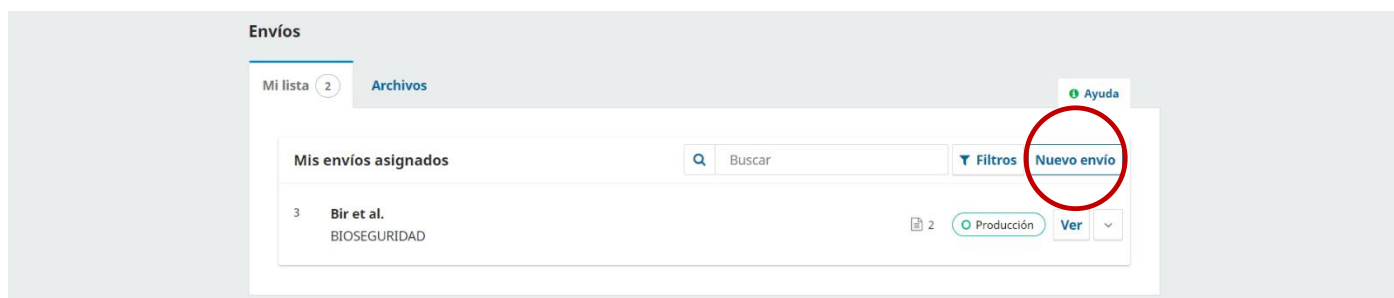 Envíos
Mi lista 2 Archivos
Ayuda
Mis envíos asignados Buscar Filtros Nuevo envío
3 Bir et al. 2 Producción Ver
BIOSEGURIDAD